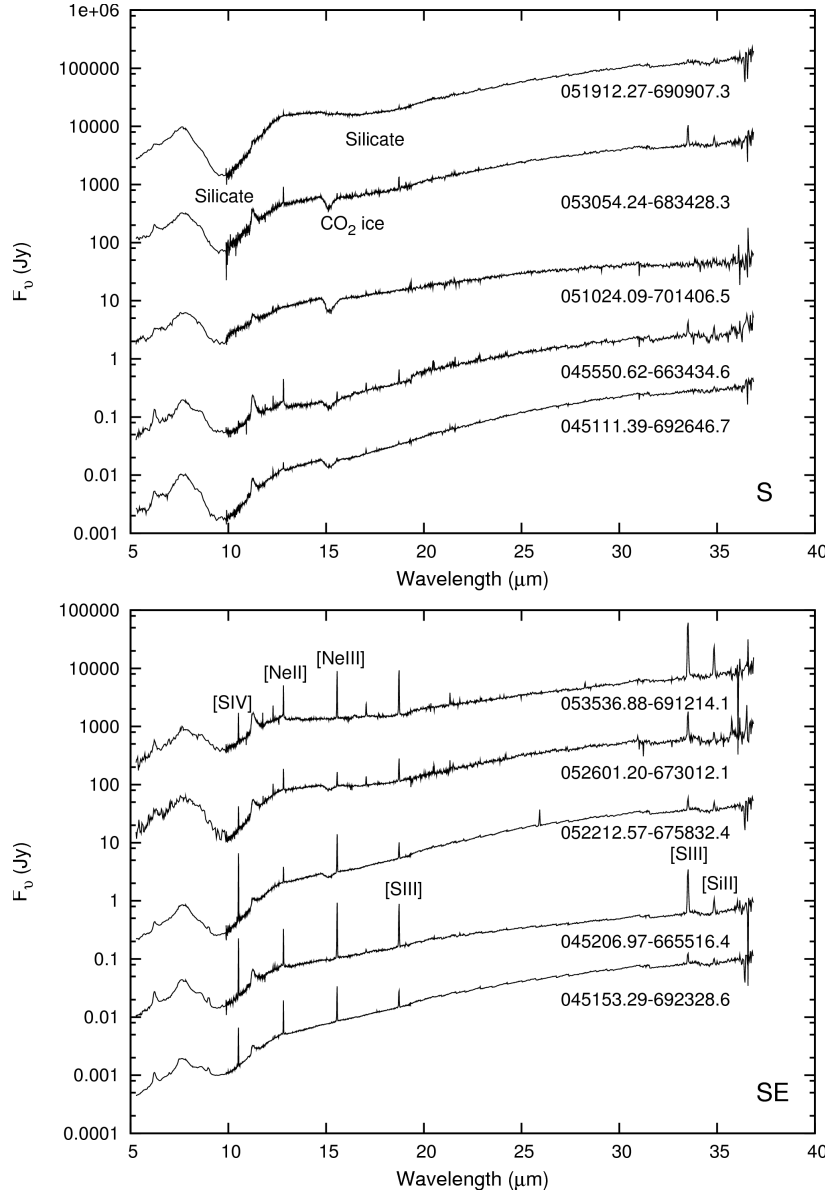 1e+06
100000
10000
1000
100
10
1
0.1
0.01
0.001
F_υ (Jy)
051912.27-690907.3
Silicate
Silicate
053054.24-683428.3
CO₂ ice
051024.09-701406.5
045550.62-663434.6
045111.39-692646.7
S
5 10 15 20 25 30 35 40
Wavelength (μm)
100000
10000
1000
100
10
1
0.1
0.01
0.001
0.0001
F_υ (Jy)
[NeIII]
[NeII]
[SIV]
053536.88-691214.1
052601.20-673012.1
052212.57-675832.4
[SIII]
[SIII]
[SiII]
045206.97-665516.4
045153.29-692328.6
SE
5 10 15 20 25 30 35 40
Wavelength (μm)